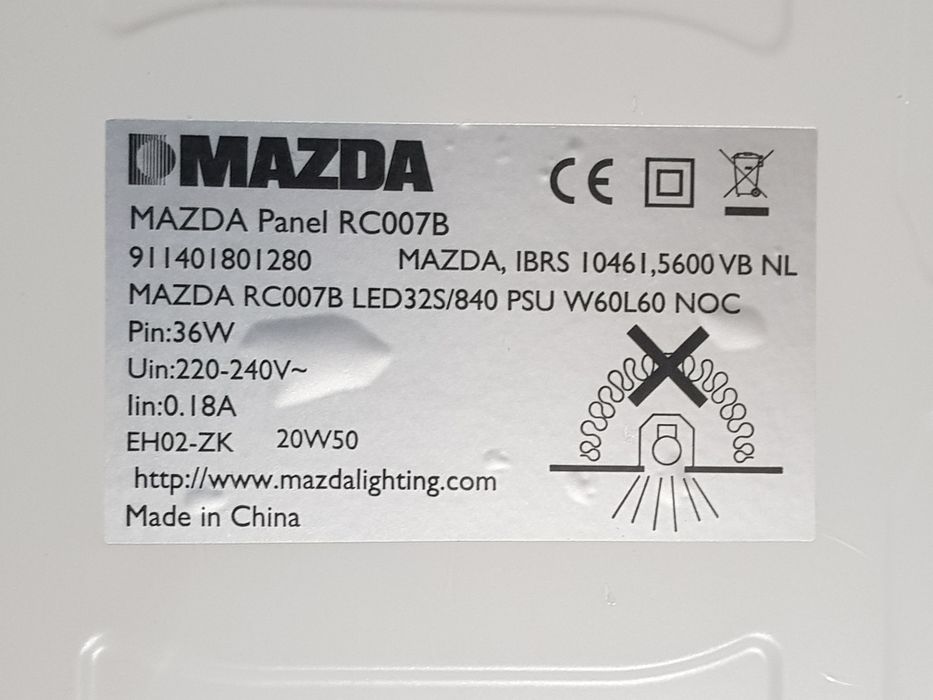 MAZDA
CE
MAZDA Panel RC007B
911401801280 MAZDA, IBRS 10461,5600 VB NL
MAZDA RC007B LED32S/840 PSU W60L60 NOC
Pin:36W
Uin:220-240V~
Iin:0.18A
EH02-ZK 20W50
http://www.mazdalighting.com
Made in China